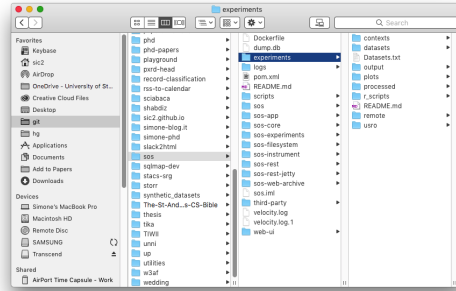 experiments
Search
Favorites
Keybase
sic2
AirDrop
OneDrive - University of St...
Creative Cloud Files
Desktop
git
hg
Applications
Documents
Add to Papers
Downloads
Devices
Simone's MacBook Pro
Macintosh HD
Remote Disc
SAMSUNG
Transcend
Shared
AirPort Time Capsule - Work
phd
phd-papers
playground
przd-head
record-classification
rss-to-calendar
sciabaca
shabdiz
sic2.github.io
simone-blog.it
simone-phd
slack2html
sos
sqlmap-dev
stacs-srg
storr
synthetic_datasets
The-St-And...s-CS-Bible
thesis
tika
TIWII
unni
up
utilities
w3af
wedding
Dockerfile
dump.db
experiments
logs
pom.xml
README.md
scripts
sos
sos-app
sos-core
sos-experiments
sos-filesystem
sos-instrument
sos-rest
sos-rest-jetty
sos-web-archive
sos.iml
third-party
velocity.log
velocity.log.1
web-ui
contexts
datasets
Datasets.txt
output
plots
processed
r_scripts
README.md
remote
usro